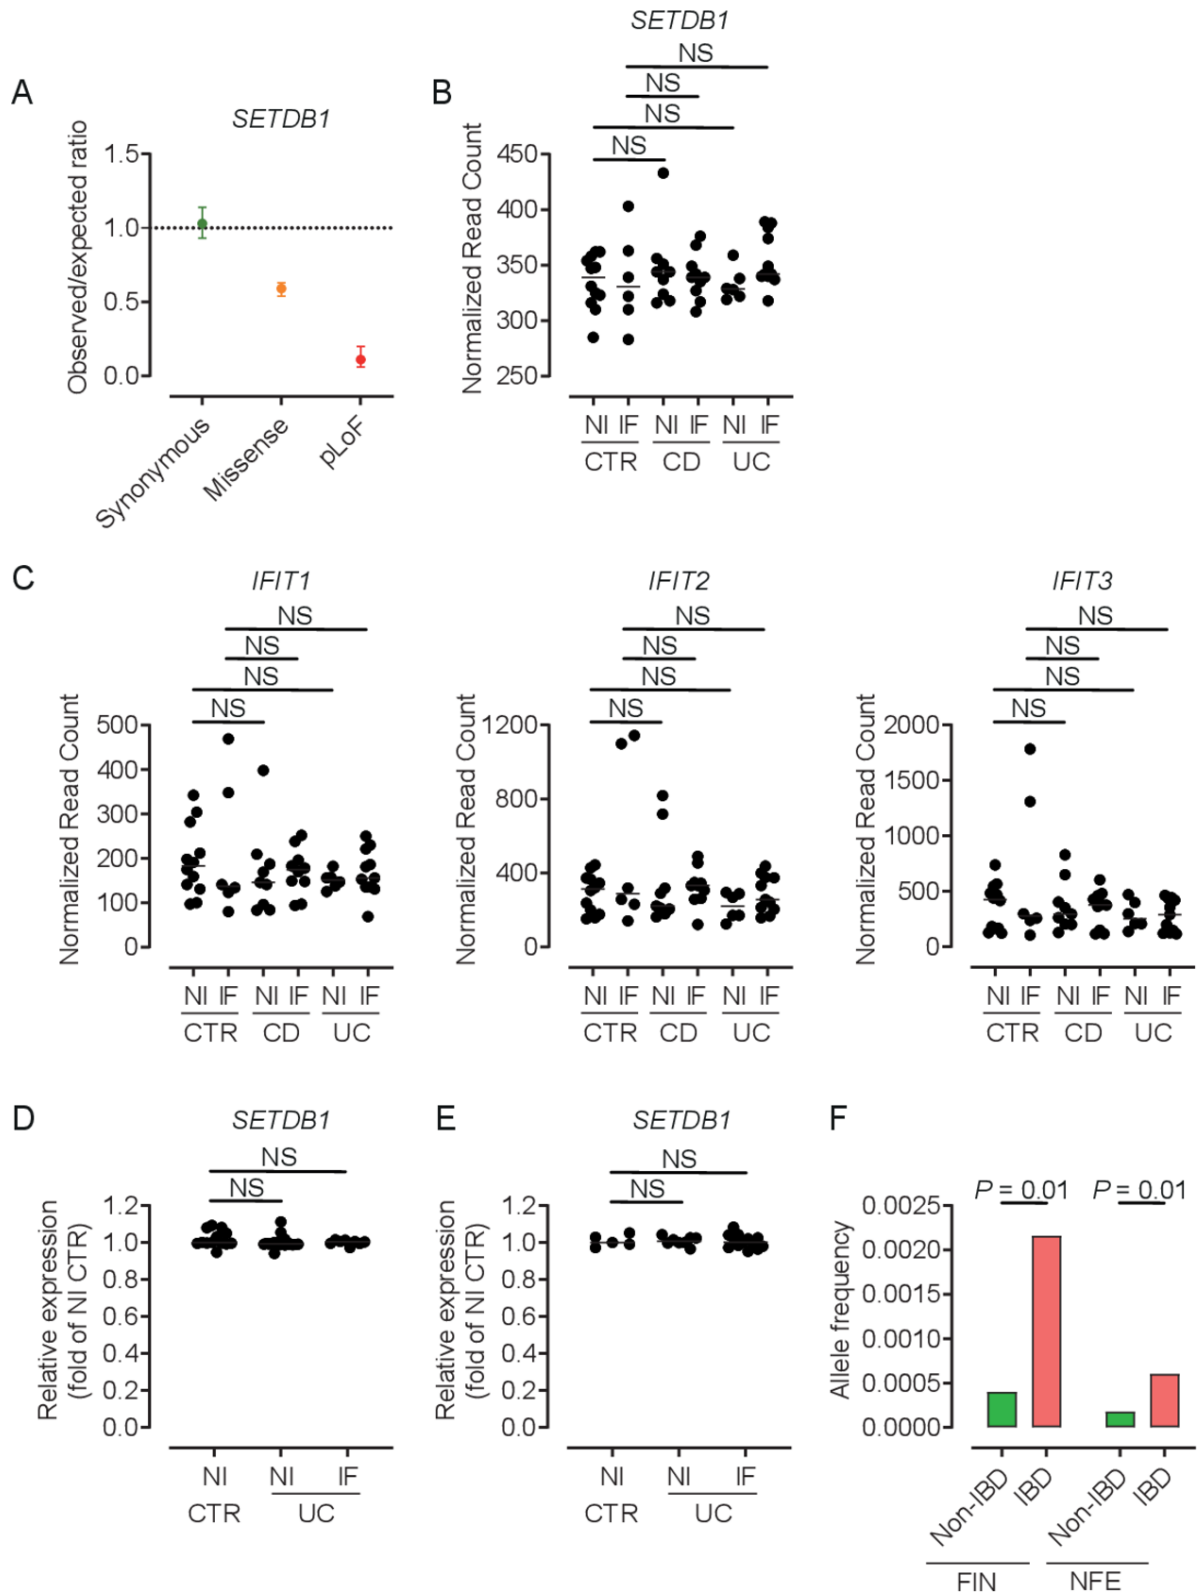 SETDB1
NS
NS
NS
NS
A
B
SETDB1
Observed/expected ratio
1.5
1.0
0.5
0.0
Synonymous
Missense
pLoF
Normalized Read Count
450
400
350
300
250
NI IF NI IF NI IF
CTR CD UC
C
IFIT1
NS
NS
NS
NS
Normalized Read Count
500
400
300
200
100
0
NI IF NI IF NI IF
CTR CD UC
IFIT2
NS
NS
NS
NS
Normalized Read Count
1200
800
400
0
NI IF NI IF NI IF
CTR CD UC
IFIT3
NS
NS
NS
NS
Normalized Read Count
2000
1500
1000
500
0
NI IF NI IF NI IF
CTR CD UC
D
SETDB1
NS
NS
Relative expression
(fold of NI CTR)
1.2
1.0
0.8
0.6
0.4
0.2
0.0
NI NI IF
CTR UC
E
SETDB1
NS
NS
Relative expression
(fold of NI CTR)
1.2
1.0
0.8
0.6
0.4
0.2
0.0
NI NI IF
CTR UC
F
P = 0.01 P = 0.01
Allele frequency
0.0025
0.0020
0.0015
0.0010
0.0005
0.0000
Non-IBD
IBD
Non-IBD
IBD
FIN NFE